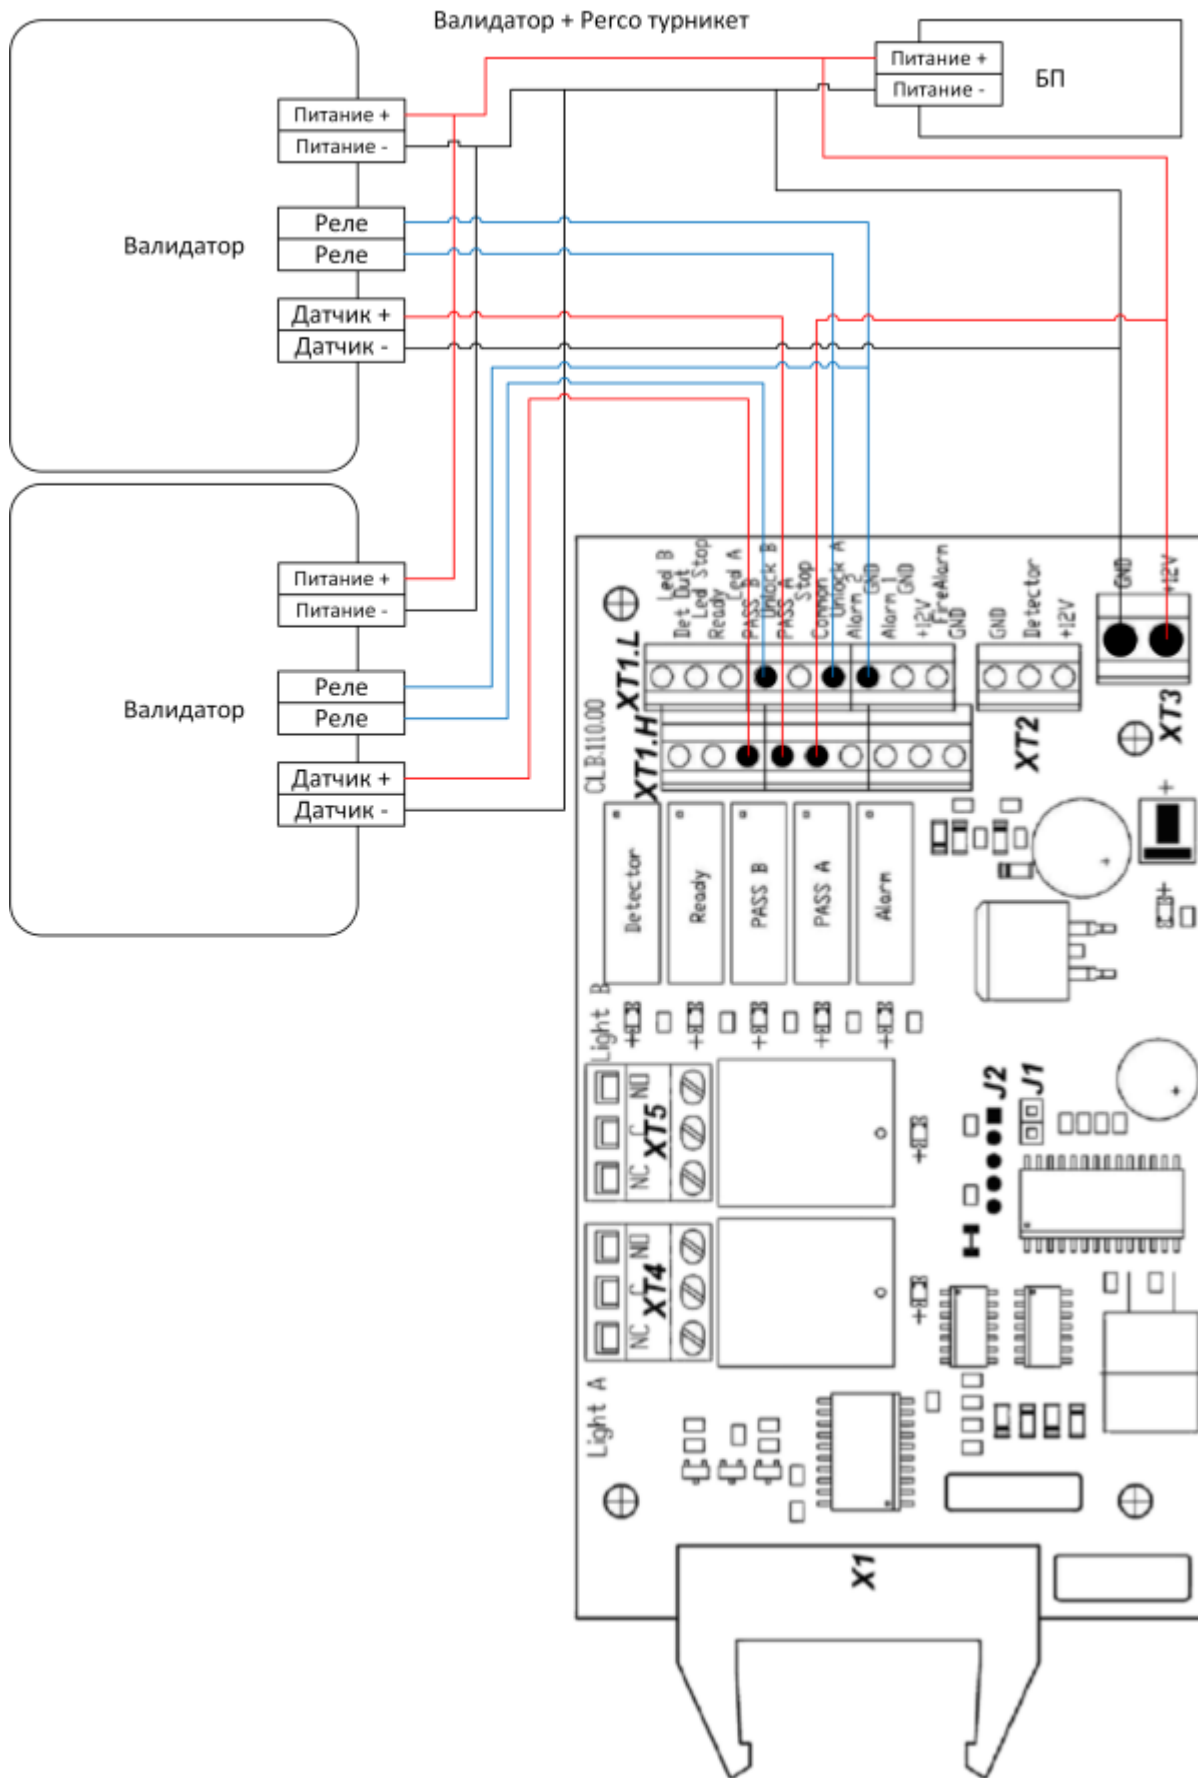 Валидатор + Perco турникет
Питание +
Питание -
БП
Питание +
Питание -
Реле
Реле
Валидатор
Датчик +
Датчик -
Питание +
Питание -
Реле
Реле
Валидатор
Датчик +
Датчик -
Led B
Det Out
Led Stop
Ready
Led A
PASS B
Unlock B
PASS A
Stop
Common
Unlock A
Alarm 2
GND
Alarm 1
GND
+12V
FireAlarm
GND
GND
Detector
+12V
GND
+12V
XT1.L
XT1.H
CLB.110.00
XT2
XT3
+
Detector
Ready
PASS B
PASS A
Alarm
+
+
Light B
+
+
+
+
+
NO
C
NC
XT5
+
J2
J1
+
NO
C
NC
XT4
+
Light A
X1